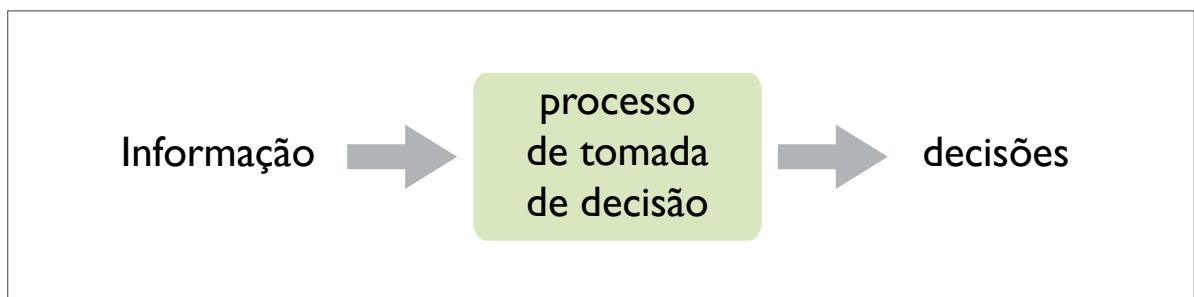 Informação
processo
de tomada
de decisão
decisões